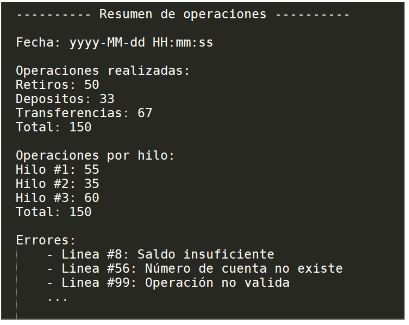 ---------- Resumen de operaciones ----------
Fecha: yyyy-MM-dd HH:mm:ss
Operaciones realizadas:
Retiros: 50
Depositos: 33
Transferencias: 67
Total: 150
Operaciones por hilo:
Hilo #1: 55
Hilo #2: 35
Hilo #3: 60
Total: 150
Errores:
- Linea #8: Saldo insuficiente
- Linea #56: Número de cuenta no existe
- Linea #99: Operación no valida
...